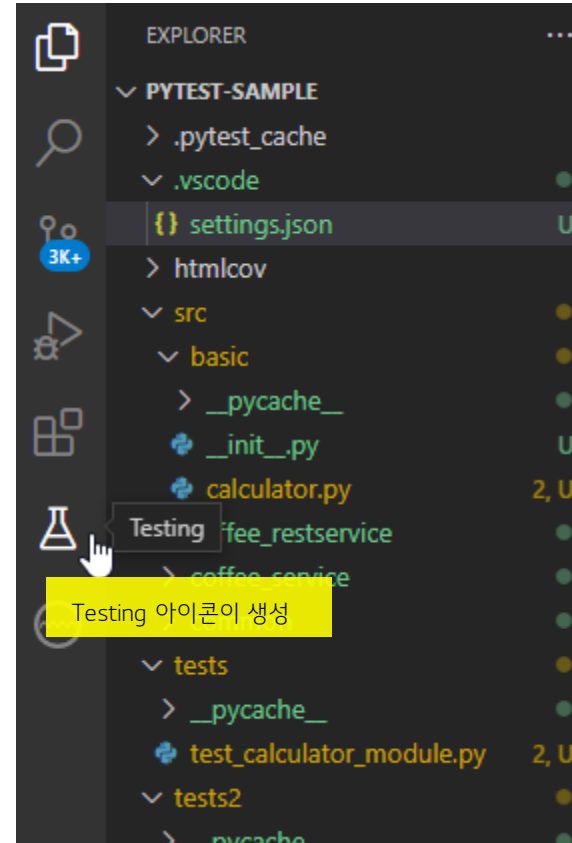 EXPLORER
PYTEST-SAMPLE
.pytest_cache
.vscode
{} settings.json U
3K+
htmlcov
src
basic
__pycache__
__init__.py U
calculator.py 2, U
Testing
ffee_restservice
coffee_service
Testing 아이콘이 생성
tests
__pycache__
test_calculator_module.py 2, U
tests2
__pycache__